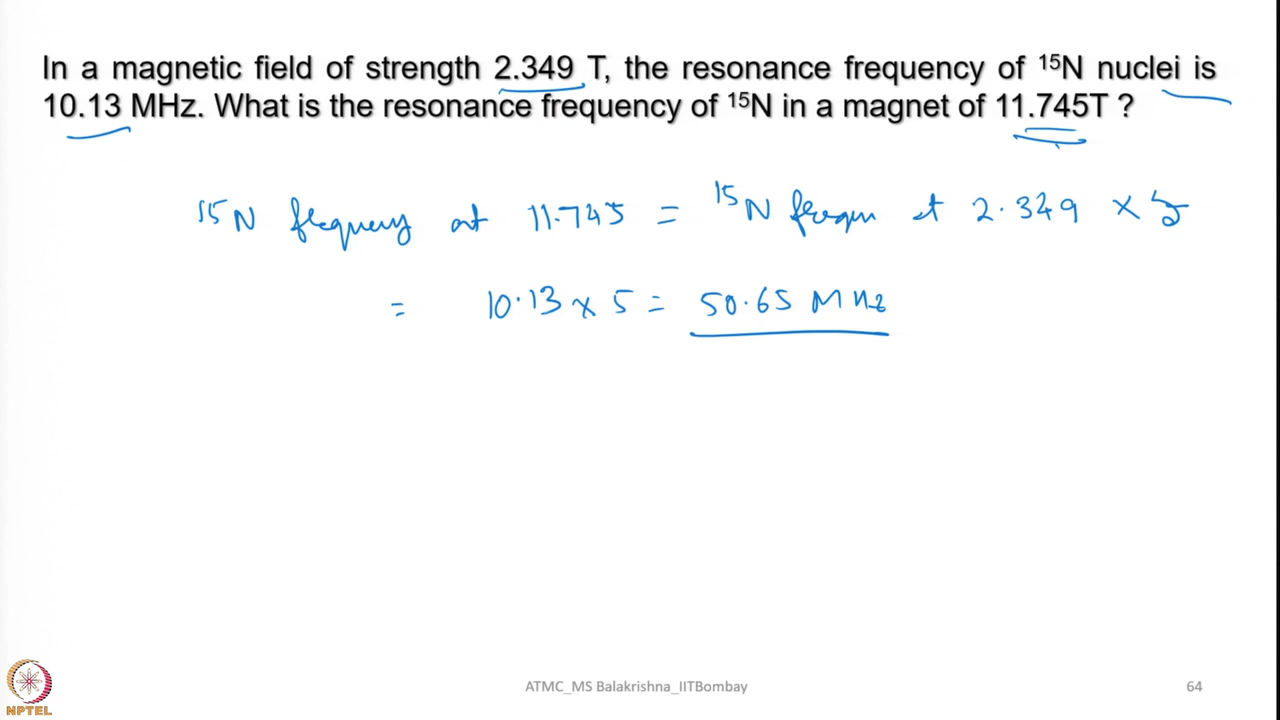 In a magnetic field of strength 2.349 T, the resonance frequency of ¹⁵N nuclei is
10.13 MHz. What is the resonance frequency of ¹⁵N in a magnet of 11.745T ?
¹⁵N frequency at 11.745 = ¹⁵N frequn at 2.349 × 5
= 10.13 × 5 = 50.65 MHz
NPTEL
ATMC_MS Balakrishna_IITBombay
64